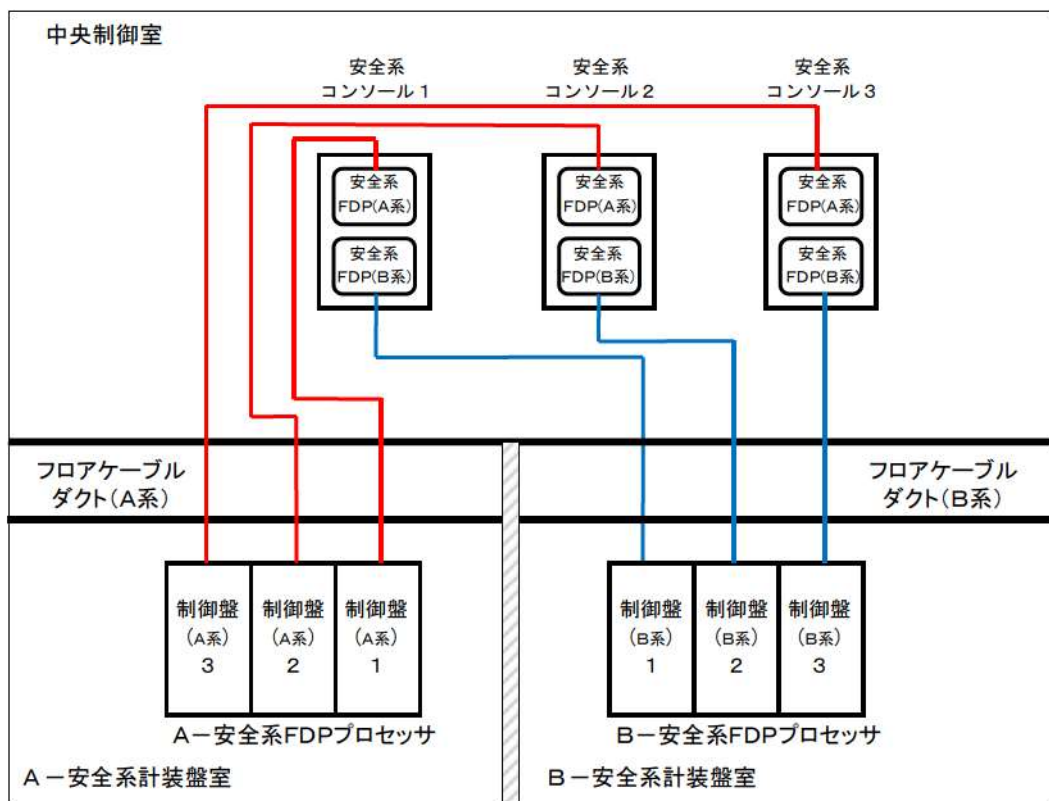 中央制御室
安全系
コンソール1
安全系
コンソール2
安全系
コンソール3
安全系
FDP(A系)
安全系
FDP(A系)
安全系
FDP(A系)
安全系
FDP(B系)
安全系
FDP(B系)
安全系
FDP(B系)
フロアケーブル
ダクト(A系)
フロアケーブル
ダクト(B系)
制御盤
(A系)
3
制御盤
(A系)
2
制御盤
(A系)
1
制御盤
(B系)
1
制御盤
(B系)
2
制御盤
(B系)
3
A-安全系FDPプロセッサ
B-安全系FDPプロセッサ
A-安全系計装盤室
B-安全系計装盤室